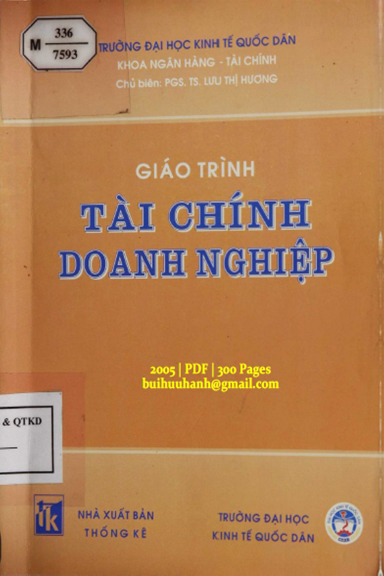 M 336
7593
TRƯỜNG ĐẠI HỌC KINH TẾ QUỐC DÂN
KHOA NGÂN HÀNG - TÀI CHÍNH
Chủ biên: PGS. TS. LƯU THỊ HƯƠNG
GIÁO TRÌNH
TÀI CHÍNH
DOANH NGHIỆP
2005 | PDF | 300 Pages
buihuuhanh@gmail.com
& QTKD
tk
NHÀ XUẤT BẢN
THỐNG KÊ
TRƯỜNG ĐẠI HỌC
KINH TẾ QUỐC DÂN